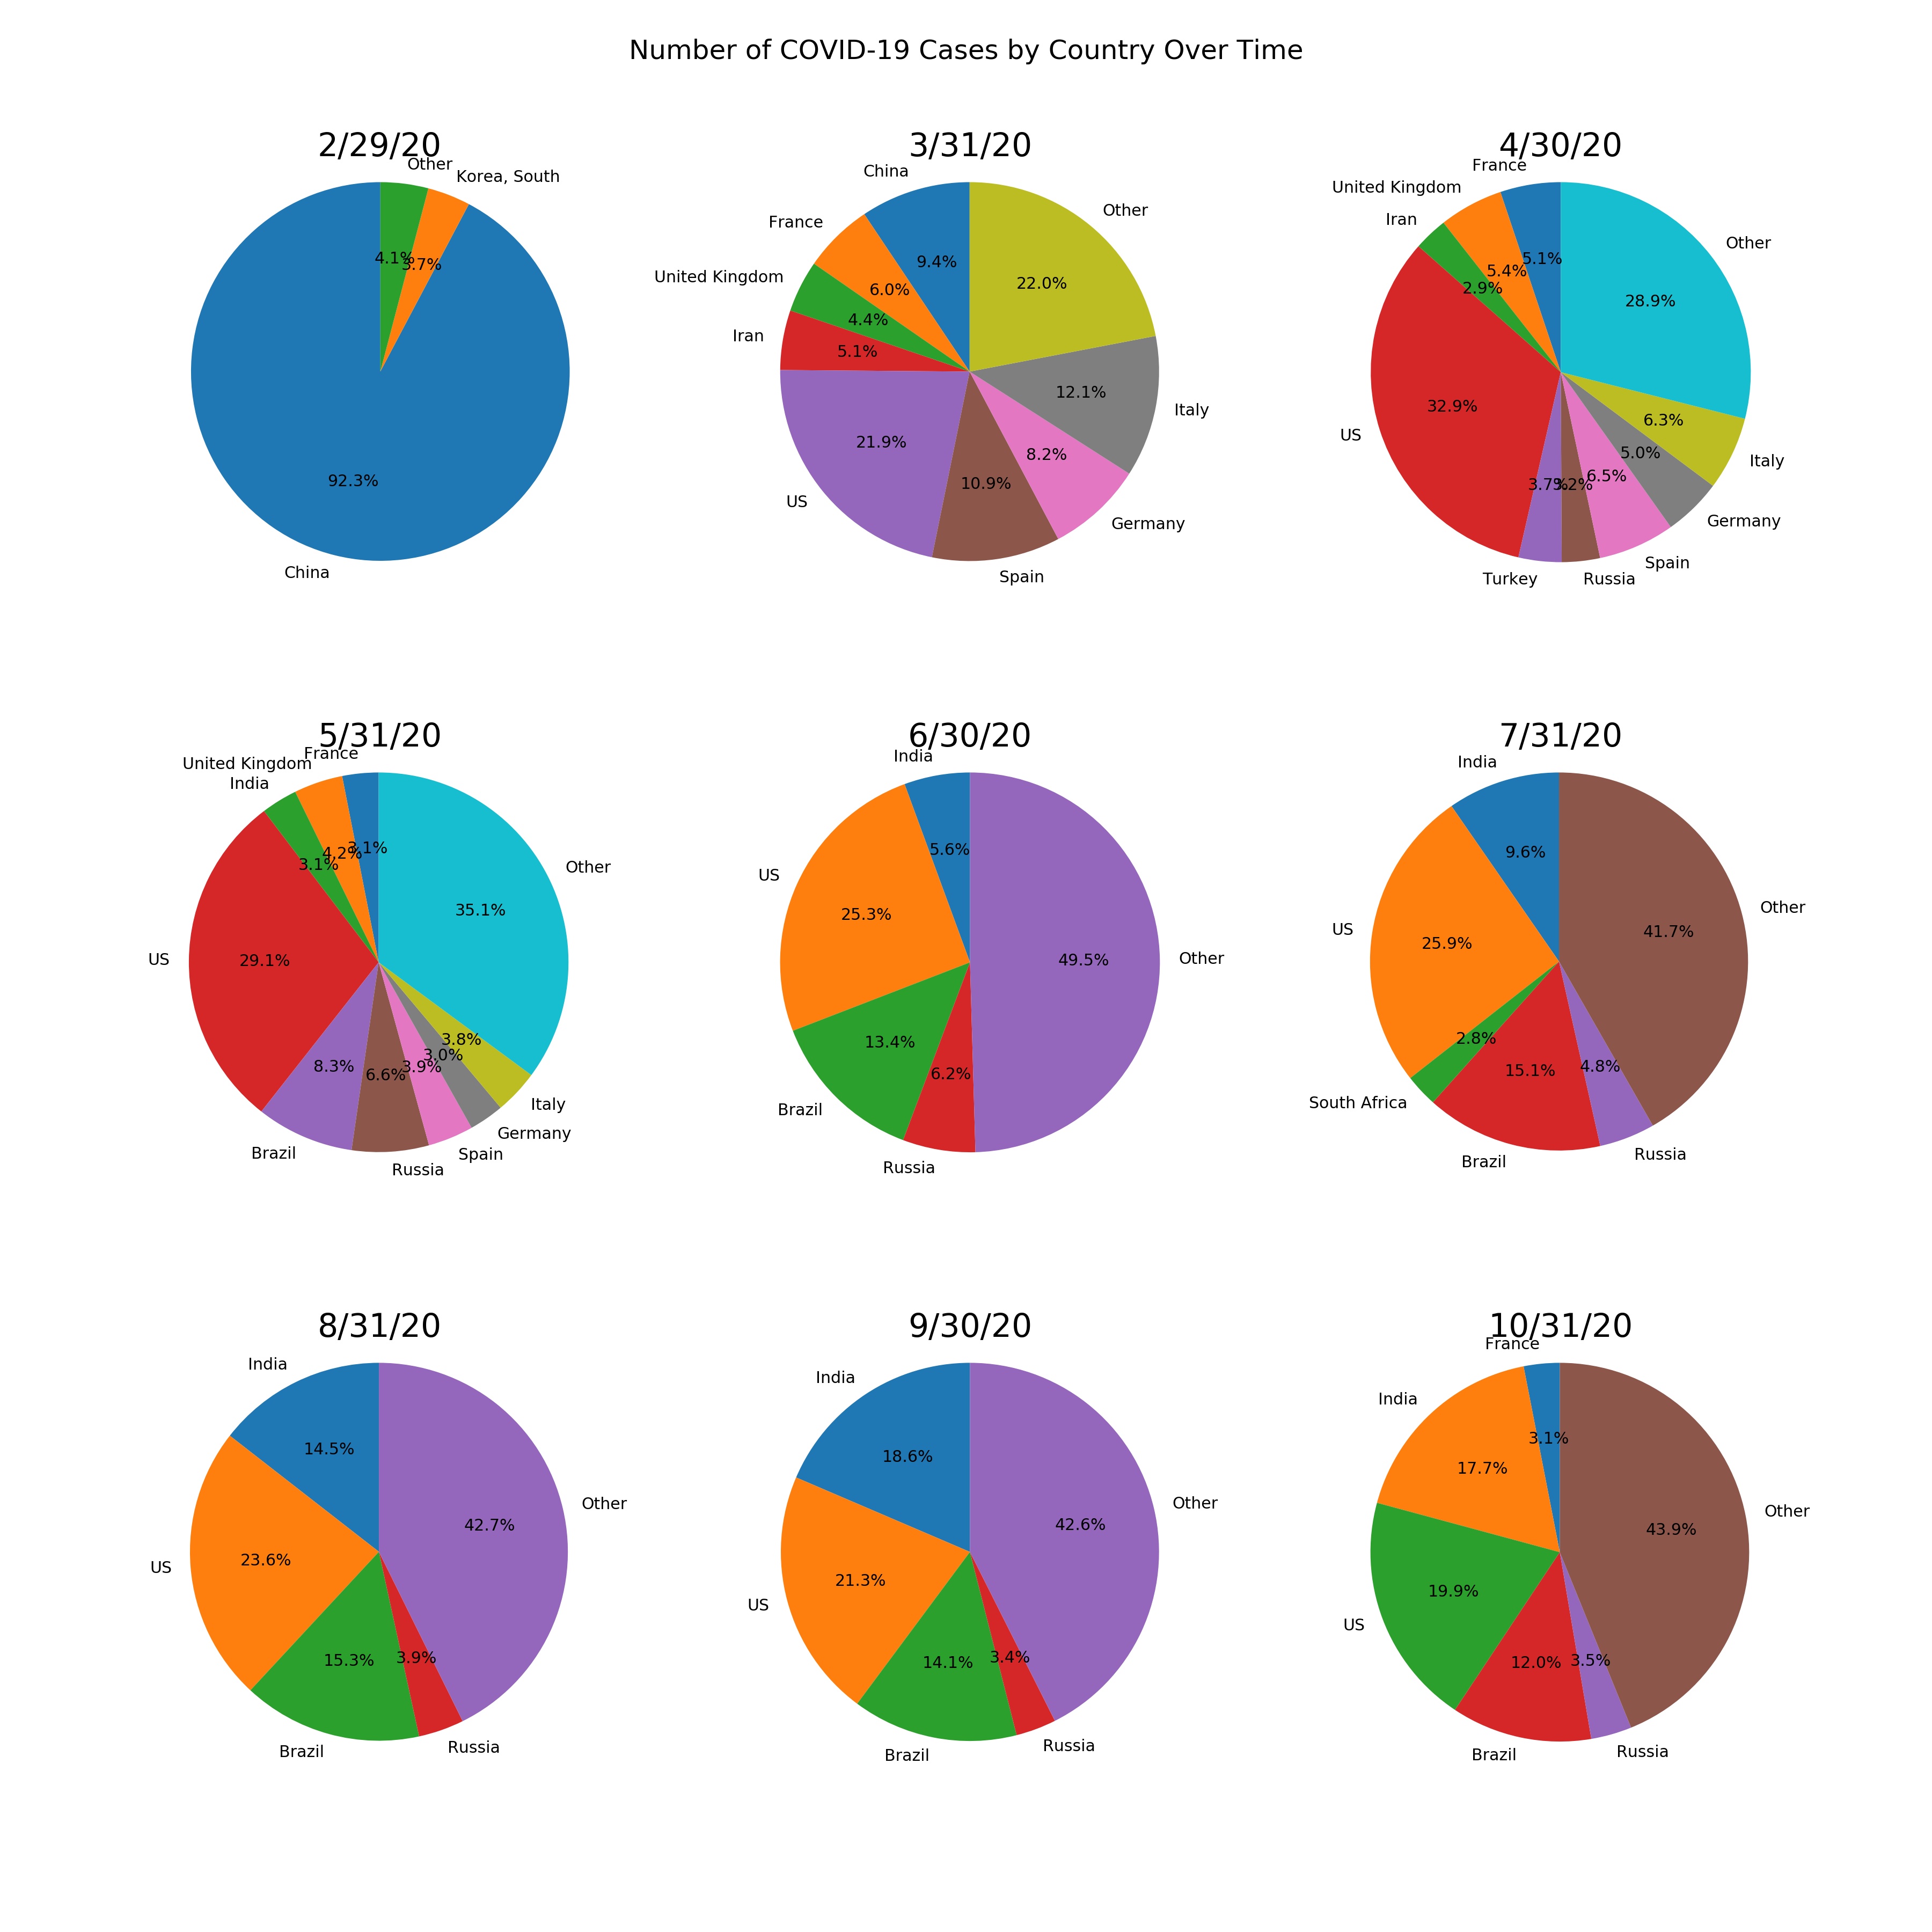 Number of COVID-19 Cases by Country Over Time
2/29/20
Other
Korea, South
4.1%
3.7%
92.3%
China
3/31/20
China
Other
France
9.4%
22.0%
6.0%
United Kingdom
4.4%
Iran
5.1%
12.1%
Italy
21.9%
8.2%
10.9%
US
Germany
Spain
4/30/20
France
United Kingdom
Iran
Other
5.1%
5.4%
2.9%
28.9%
32.9%
6.3%
US
5.0%
Italy
6.5%
3.7%
3.2%
Germany
Spain
Turkey
Russia
5/31/20
France
United Kingdom
India
3.1%
4.2%
3.1%
Other
35.1%
US
29.1%
3.8%
3.0%
8.3%
6.6%
3.9%
Italy
Germany
Brazil
Spain
Russia
6/30/20
India
5.6%
US
25.3%
49.5%
Other
13.4%
6.2%
Brazil
Russia
7/31/20
India
9.6%
Other
US
41.7%
25.9%
2.8%
15.1%
4.8%
South Africa
Brazil
Russia
8/31/20
India
14.5%
Other
42.7%
US
23.6%
15.3%
3.9%
Brazil
Russia
9/30/20
India
18.6%
Other
42.6%
21.3%
US
14.1%
3.4%
Brazil
Russia
10/31/20
France
India
3.1%
17.7%
Other
43.9%
19.9%
US
12.0%
3.5%
Brazil
Russia